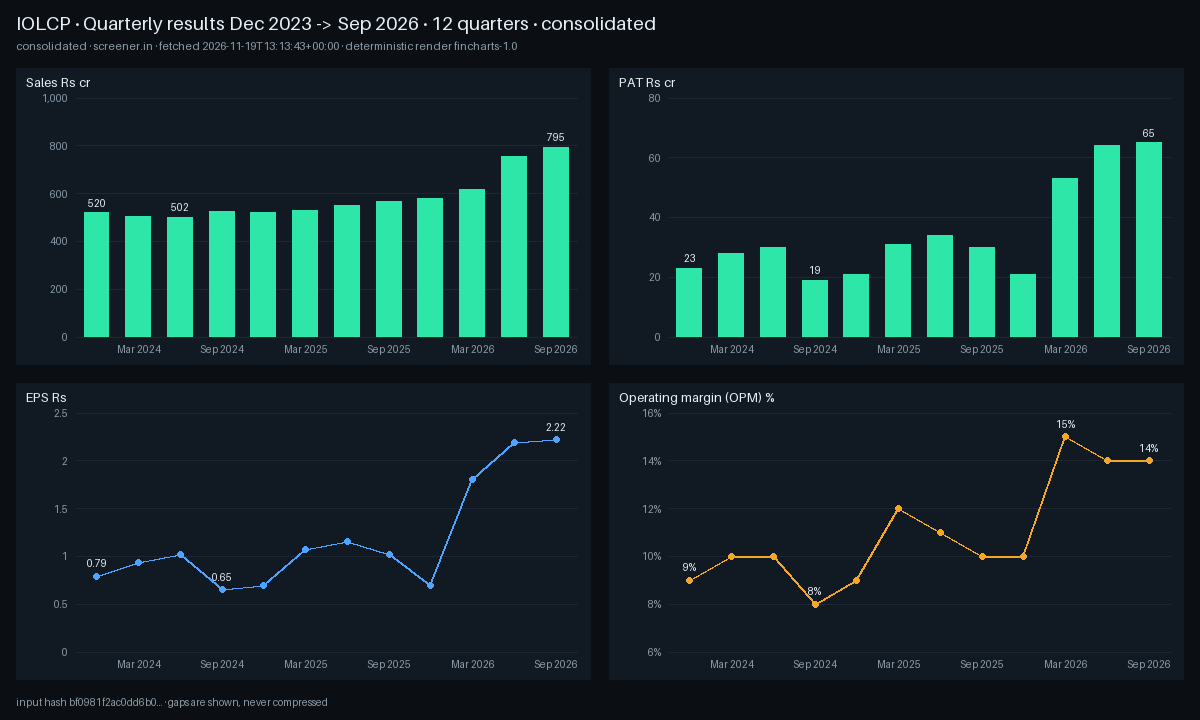 IOLCP · Quarterly results Dec 2023 -> Sep 2026 · 12 quarters · consolidated
consolidated · screener.in · fetched 2026-11-19T13:13:43+00:00 · deterministic render fincharts-1.0
Sales Rs cr
1,000
800
600
400
200
0
520
502
795
Mar 2024
Sep 2024
Mar 2025
Sep 2025
Mar 2026
Sep 2026
PAT Rs cr
80
60
40
20
0
23
19
65
Mar 2024
Sep 2024
Mar 2025
Sep 2025
Mar 2026
Sep 2026
EPS Rs
2.5
2
1.5
1
0.5
0
0.79
0.65
2.22
Mar 2024
Sep 2024
Mar 2025
Sep 2025
Mar 2026
Sep 2026
Operating margin (OPM) %
16%
14%
12%
10%
8%
6%
9%
8%
15%
14%
Mar 2024
Sep 2024
Mar 2025
Sep 2025
Mar 2026
Sep 2026
input hash bf0981f2ac0dd6b0… · gaps are shown, never compressed